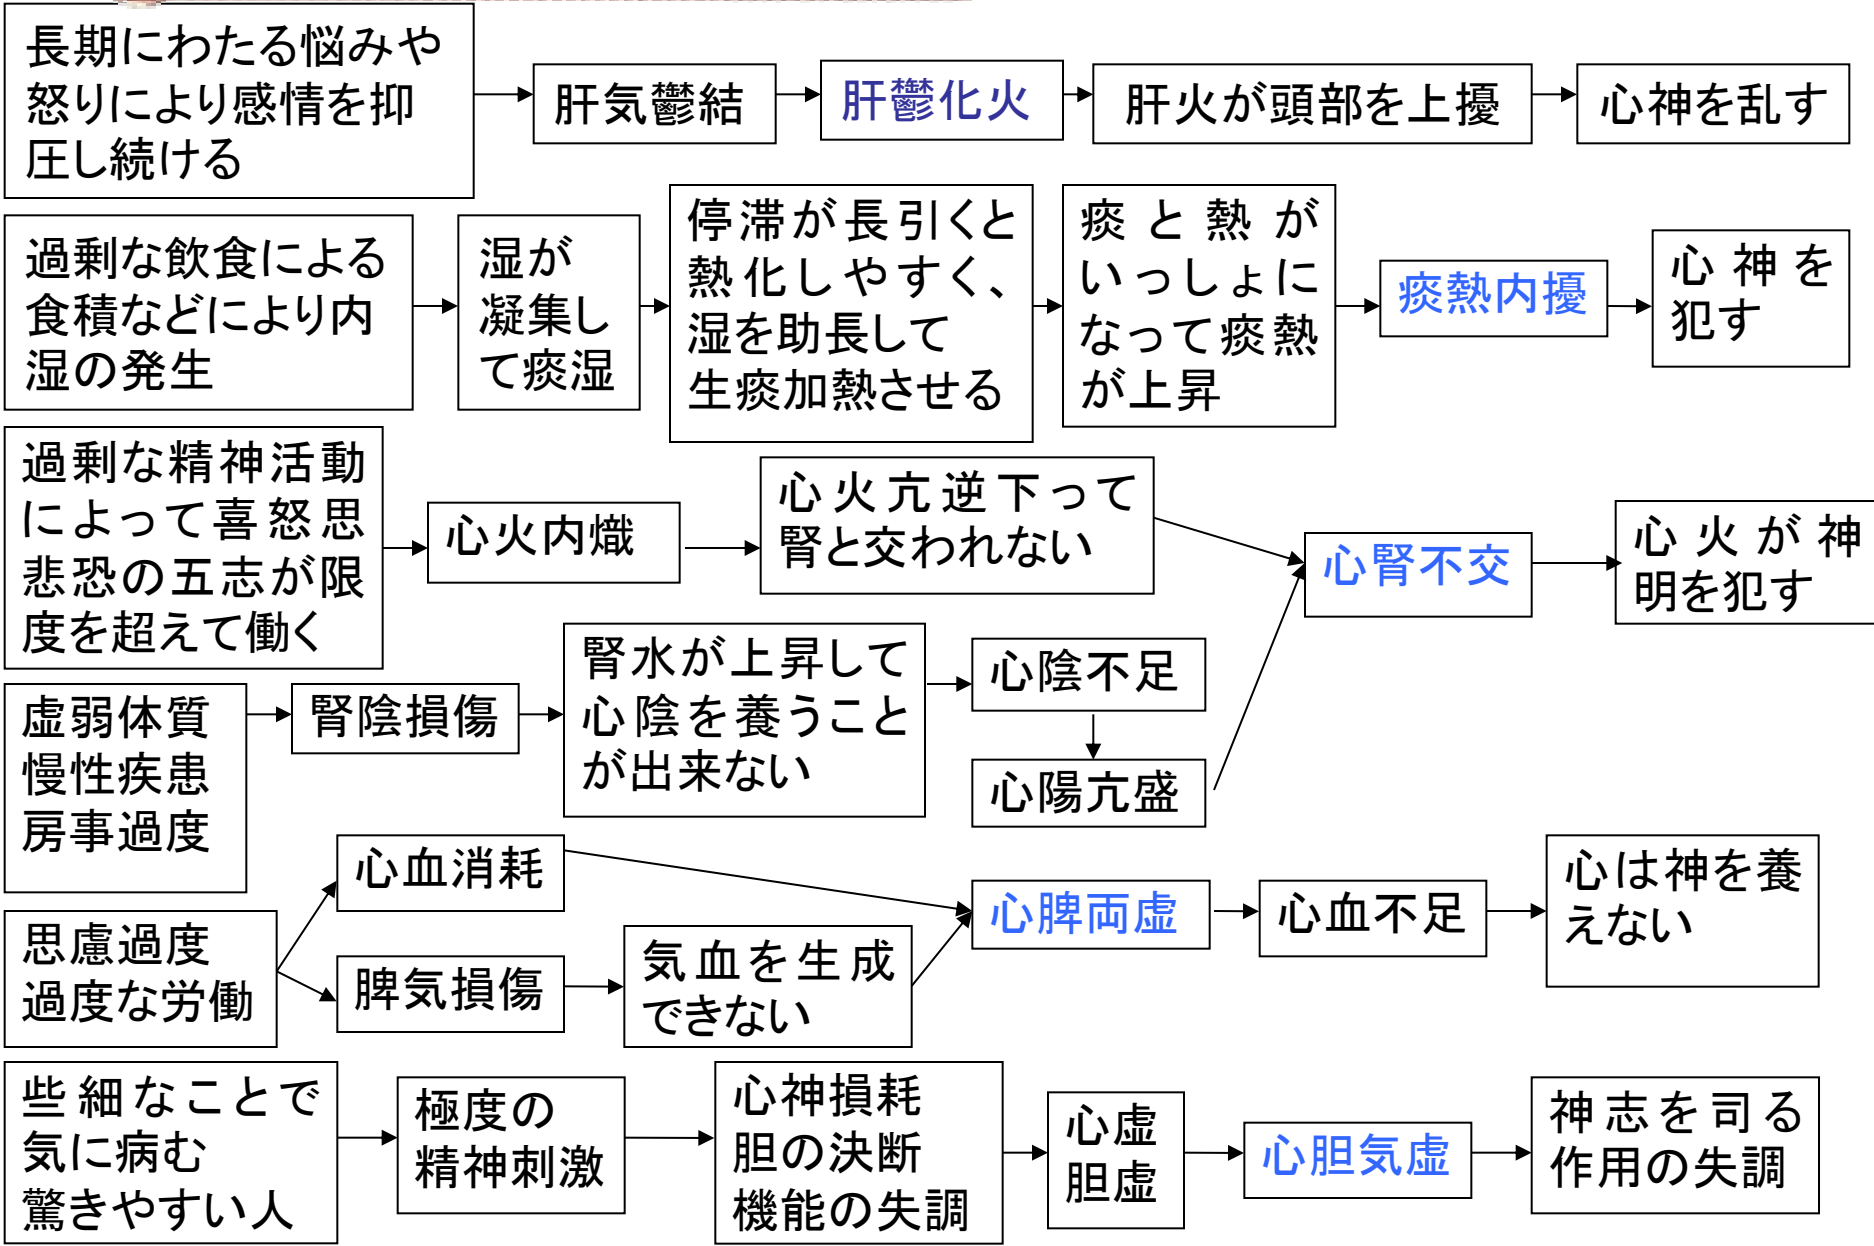 長期にわたる悩みや
怒りにより感情を抑
圧し続ける
肝気鬱結
肝鬱化火
肝火が頭部を上擾
心神を乱す
過剰な飲食による
食積などにより内
湿の発生
湿が
凝集し
て痰湿
停滞が長引くと
熱化しやすく、
湿を助長して
生痰加熱させる
痰と熱が
いっしょに
なって痰熱
が上昇
痰熱内擾
心神を
犯す
過剰な精神活動
によって喜怒思
悲恐の五志が限
度を超えて働く
心火内熾
心火亢逆下って
腎と交われない
心腎不交
心火が神
明を犯す
虚弱体質
慢性疾患
房事過度
腎陰損傷
腎水が上昇して
心陰を養うこと
が出来ない
心陰不足
心陽亢盛
思慮過度
過度な労働
心血消耗
脾気損傷
気血を生成
できない
心脾両虚
心血不足
心は神を養
えない
些細なことで
気に病む
驚きやすい人
極度の
精神刺激
心神損耗
胆の決断
機能の失調
心虚
胆虚
心胆気虚
神志を司る
作用の失調